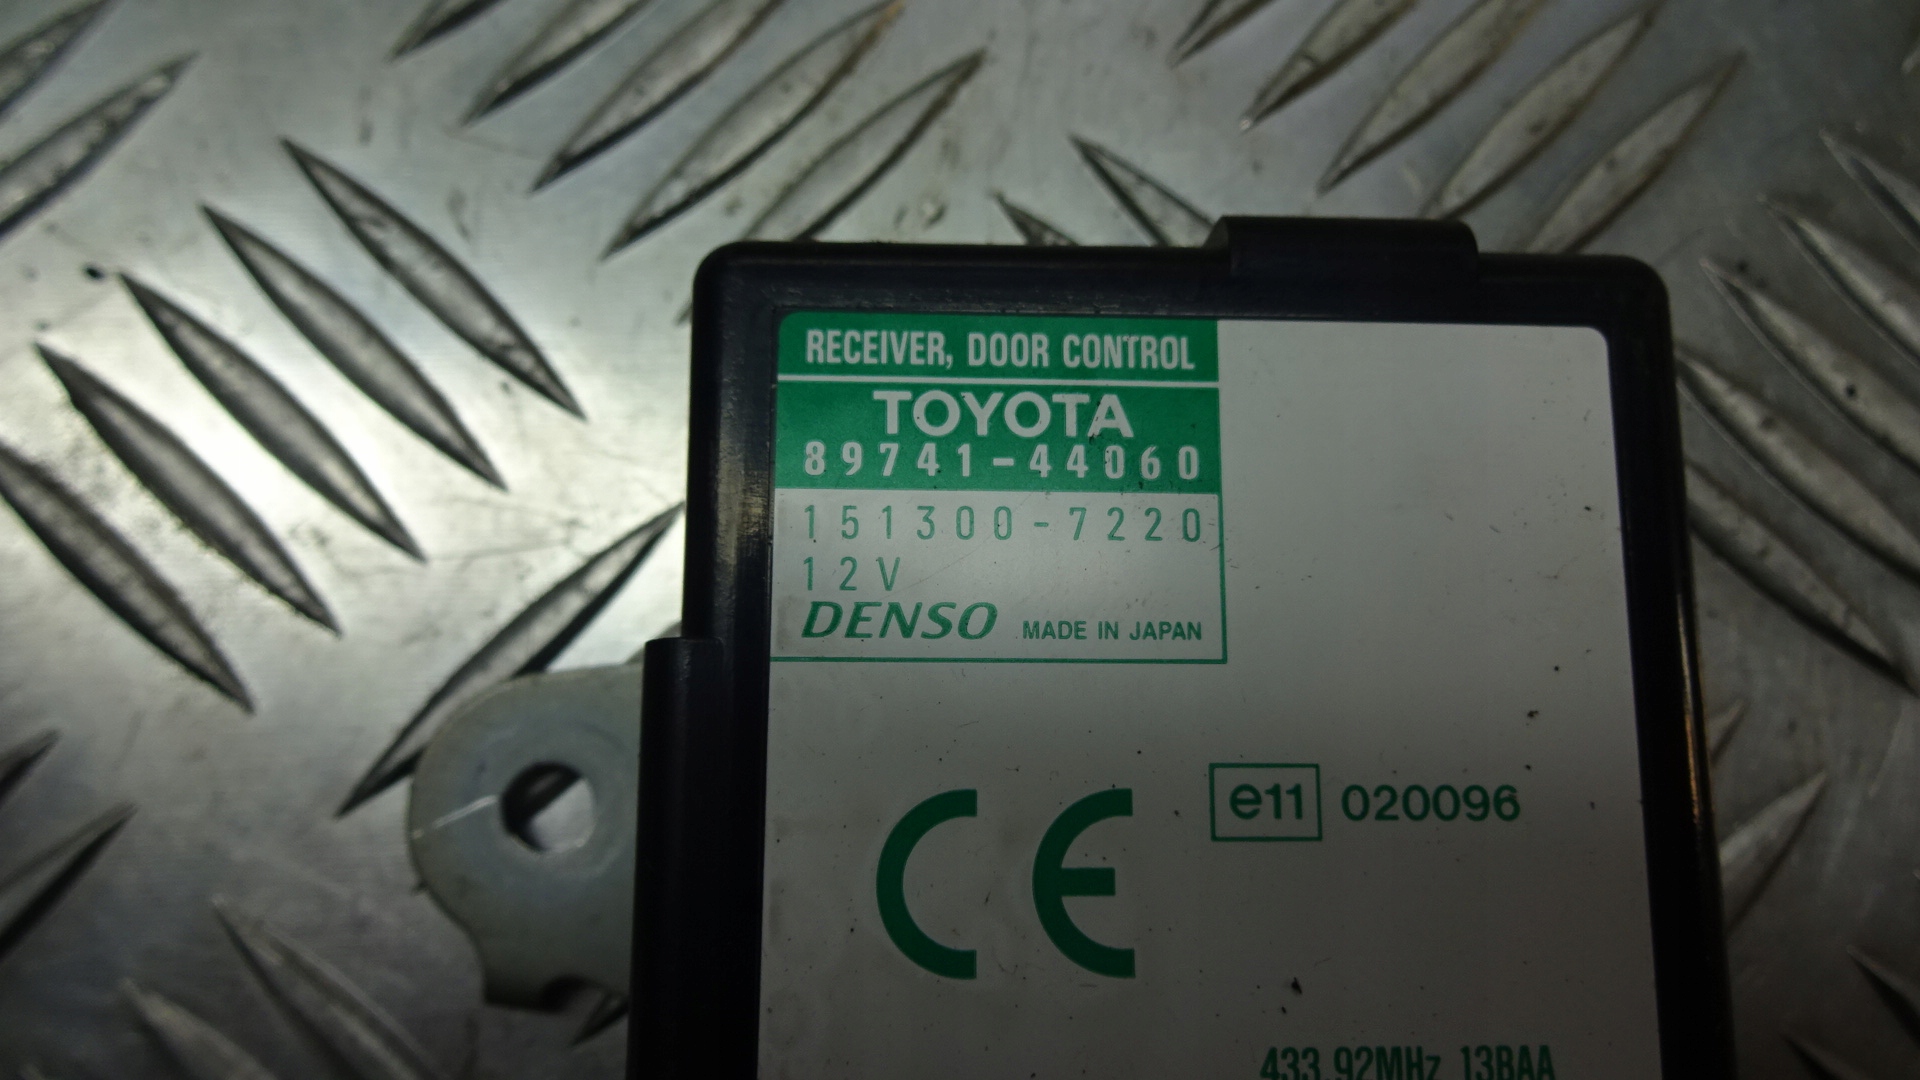 RECEIVER, DOOR CONTROL
TOYOTA
89741-44060
151300-7220
12V
DENSO MADE IN JAPAN
CE e11 020096
433.92MHz 13BAA